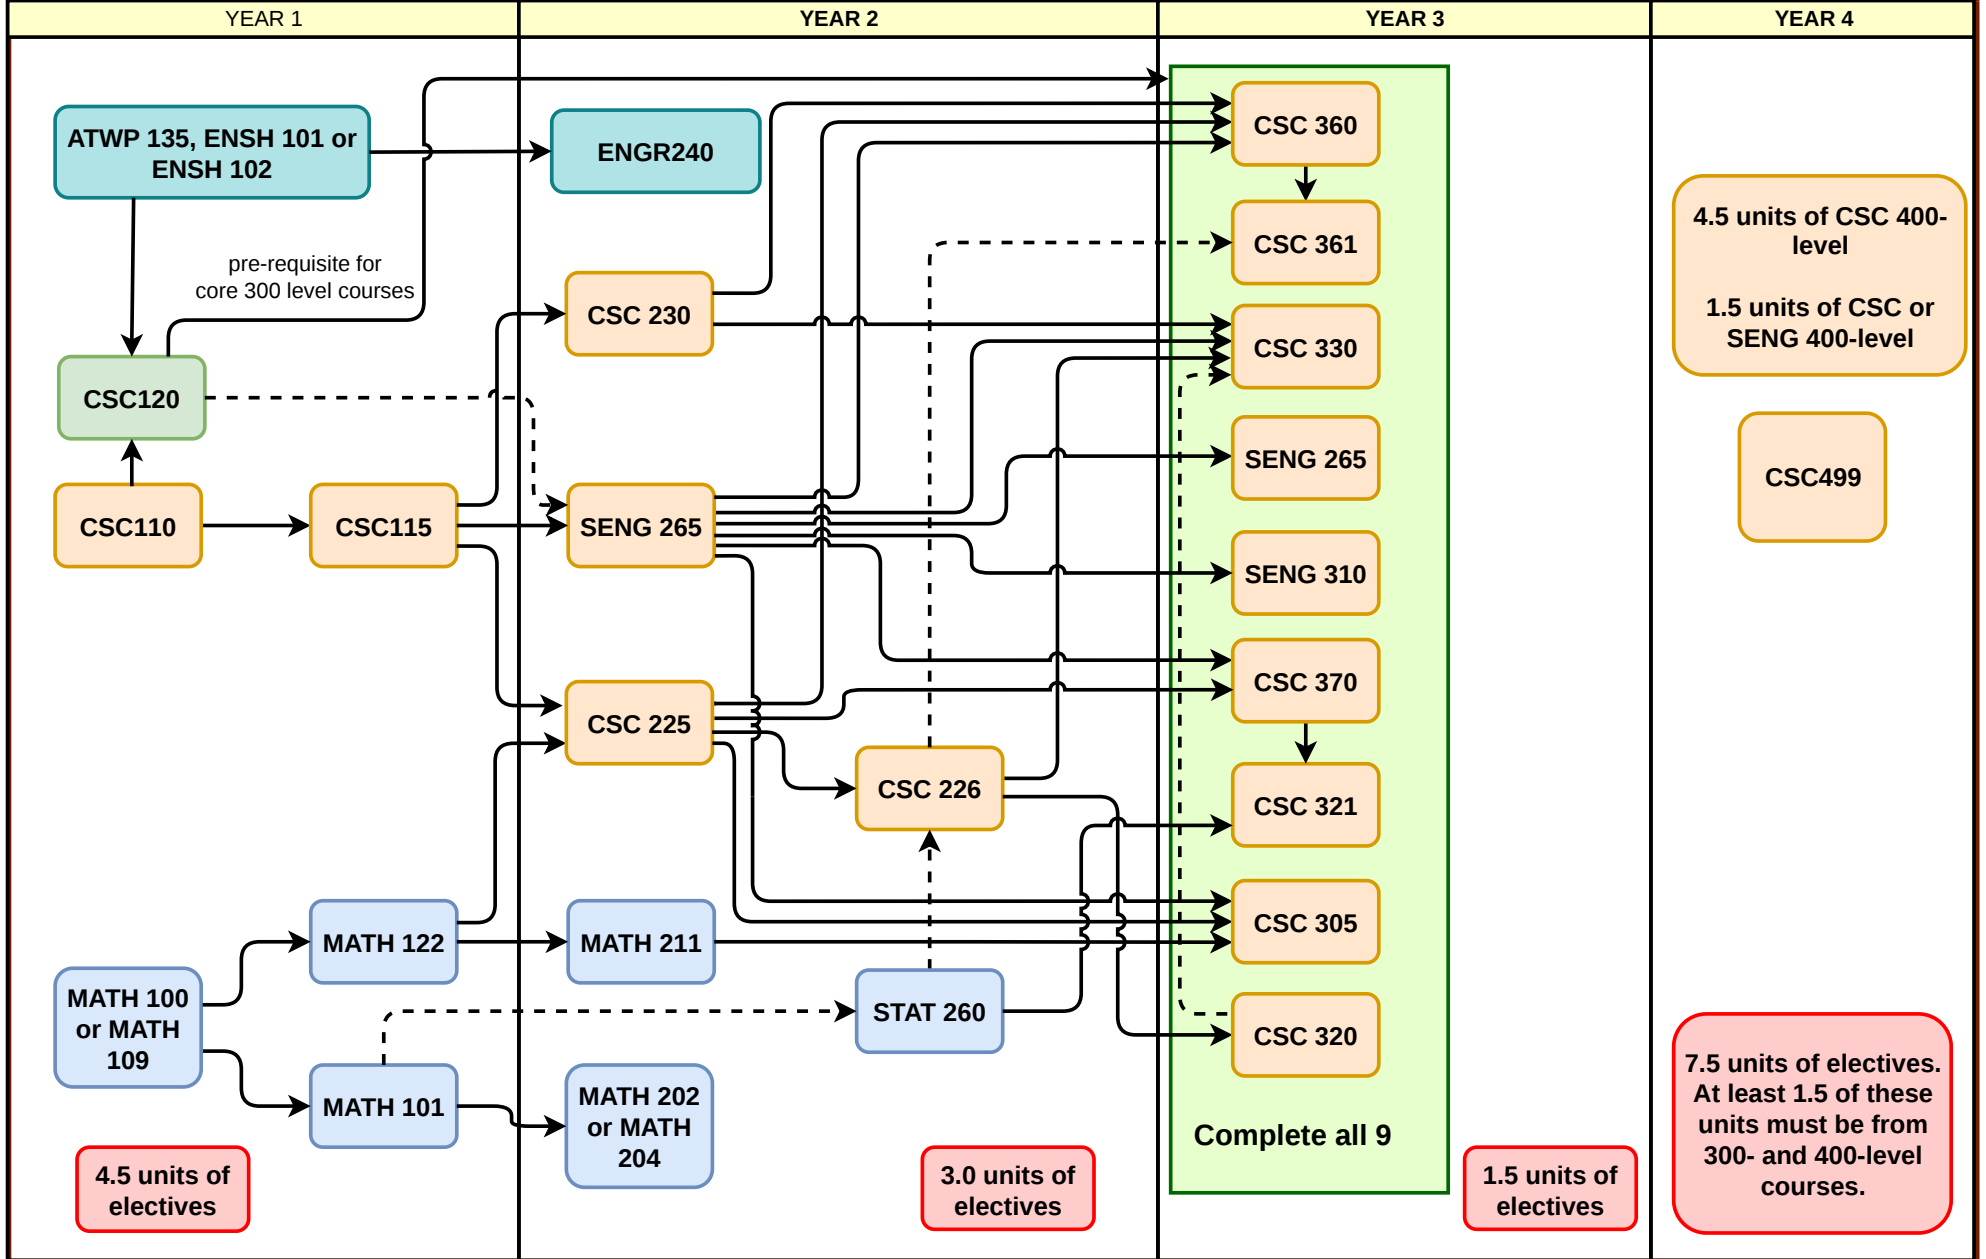 YEAR 1
YEAR 2
YEAR 3
YEAR 4
ATWP 135, ENSH 101 or
ENSH 102
pre-requisite for
core 300 level courses
CSC120
CSC110
CSC115
MATH 122
MATH 100
or MATH
109
MATH 101
4.5 units of
electives
ENGR240
CSC 230
SENG 265
CSC 225
CSC 226
MATH 211
STAT 260
MATH 202
or MATH
204
3.0 units of
electives
CSC 360
CSC 361
CSC 330
SENG 265
SENG 310
CSC 370
CSC 321
CSC 305
CSC 320
Complete all 9
1.5 units of
electives
4.5 units of CSC 400-
level
1.5 units of CSC or
SENG 400-level
CSC499
7.5 units of electives.
At least 1.5 of these
units must be from
300- and 400-level
courses.